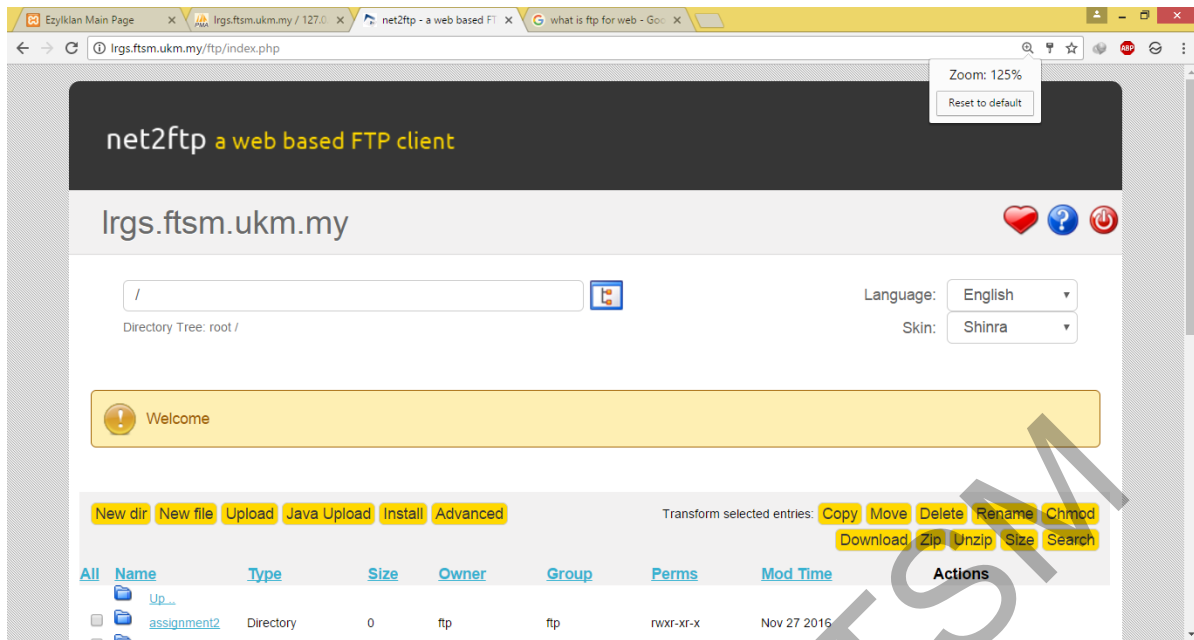 Ezylklan Main Page
lrgs.ftsm.ukm.my / 127.0.
net2ftp - a web based FT
what is ftp for web - Goo
lrgs.ftsm.ukm.my/ftp/index.php
Zoom: 125%
Reset to default
net2ftp a web based FTP client
lrgs.ftsm.ukm.my
/
Language: English
Directory Tree: root /
Skin: Shinra
Welcome
New dir New file Upload Java Upload Install Advanced
Transform selected entries: Copy Move Delete Rename Chmod
Download Zip Unzip Size Search
All Name Type Size Owner Group Perms Mod Time Actions
Up ..
assignment2 Directory 0 ftp ftp rwxr-xr-x Nov 27 2016
TSM